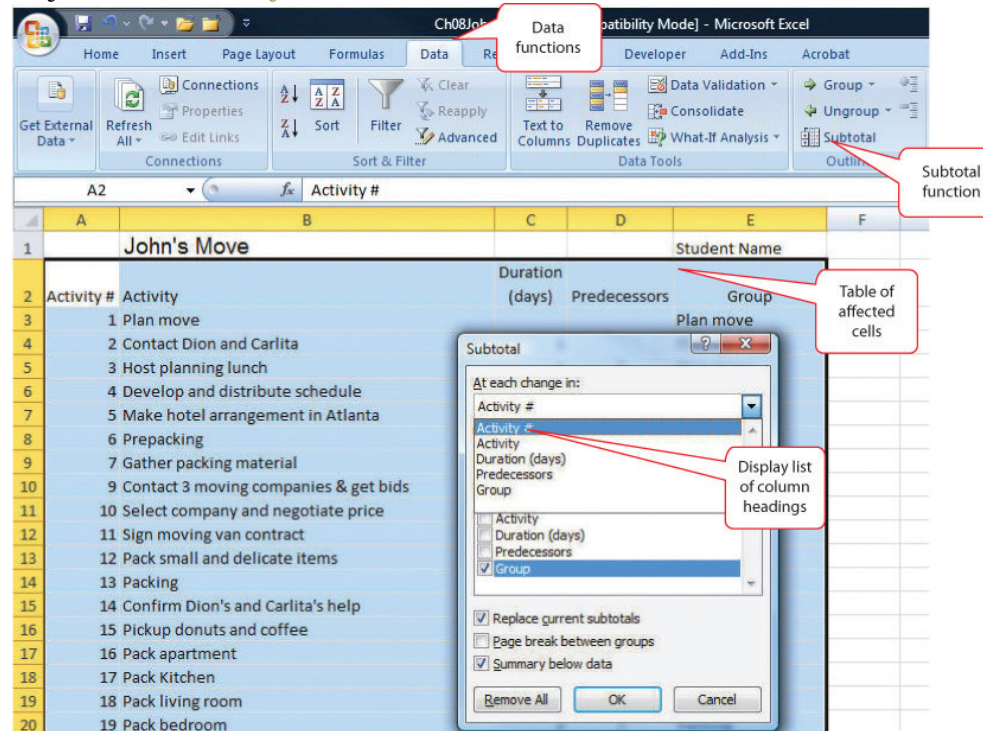 Ch08Joh
patibility Mode] - Microsoft Excel
Data
functions
Home Insert Page Layout Formulas Data Re Developer Add-Ins Acrobat
Get External
Data
Refresh
All
Connections
Properties
Edit Links
Connections
Sort
Filter
Clear
Reapply
Advanced
Sort & Filter
Text to
Columns
Remove
Duplicates
Data Validation
Consolidate
What-If Analysis
Data Tools
Group
Ungroup
Subtotal
Outlin
Subtotal
function
A2 fx Activity #
A B C D E F
1 John's Move Student Name
Duration
2 Activity # Activity (days) Predecessors Group
Table of
affected
cells
3 1 Plan move Plan move
4 2 Contact Dion and Carlita
5 3 Host planning lunch
6 4 Develop and distribute schedule
7 5 Make hotel arrangement in Atlanta
8 6 Prepacking
9 7 Gather packing material
10 9 Contact 3 moving companies & get bids
11 10 Select company and negotiate price
12 11 Sign moving van contract
13 12 Pack small and delicate items
14 13 Packing
15 14 Confirm Dion's and Carlita's help
16 15 Pickup donuts and coffee
17 16 Pack apartment
18 17 Pack Kitchen
19 18 Pack living room
20 19 Pack bedroom
Subtotal
At each change in:
Activity #
Activity #
Activity
Duration (days)
Predecessors
Group
Display list
of column
headings
Activity
Duration (days)
Predecessors
Group
Replace current subtotals
Page break between groups
Summary below data
Remove All OK Cancel